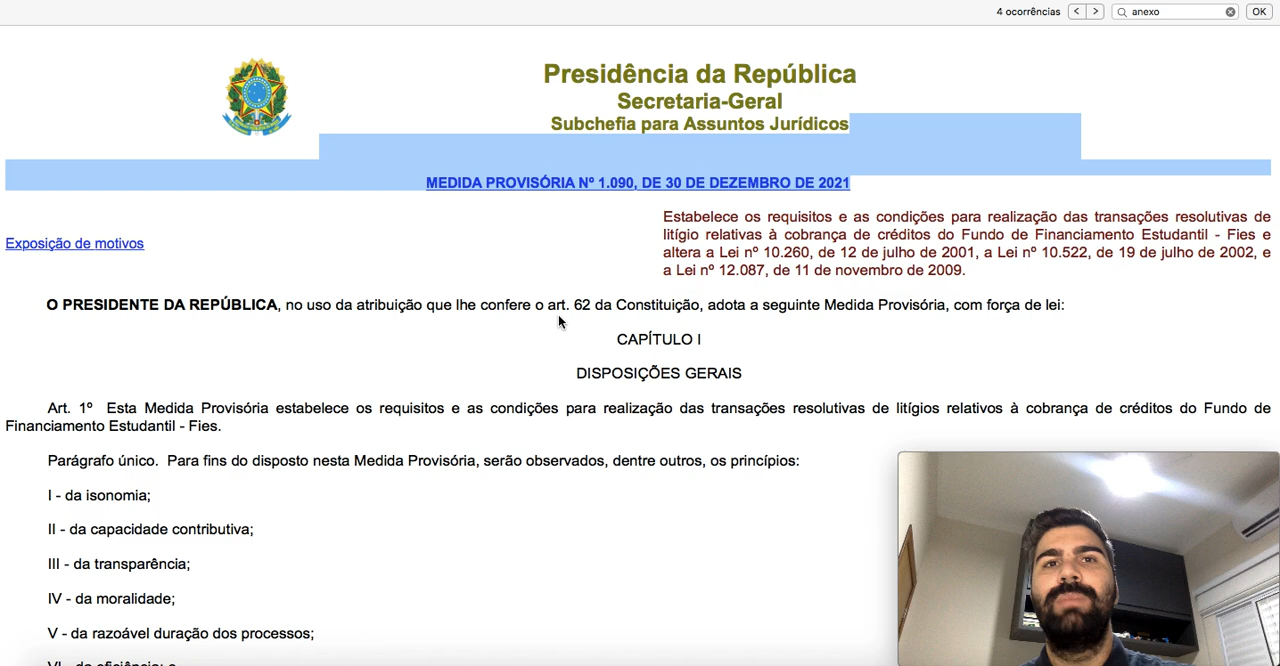 4 ocorrências < > anexo OK
Presidência da República
Secretaria-Geral
Subchefia para Assuntos Jurídicos
MEDIDA PROVISÓRIA Nº 1.090, DE 30 DE DEZEMBRO DE 2021
Exposição de motivos
Estabelece os requisitos e as condições para realização das transações resolutivas de
litígio relativas à cobrança de créditos do Fundo de Financiamento Estudantil - Fies e
altera a Lei nº 10.260, de 12 de julho de 2001, a Lei nº 10.522, de 19 de julho de 2002, e
a Lei nº 12.087, de 11 de novembro de 2009.
O PRESIDENTE DA REPÚBLICA, no uso da atribuição que lhe confere o art. 62 da Constituição, adota a seguinte Medida Provisória, com força de lei:
CAPÍTULO I
DISPOSIÇÕES GERAIS
Art. 1º Esta Medida Provisória estabelece os requisitos e as condições para realização das transações resolutivas de litígios relativos à cobrança de créditos do Fundo de
Financiamento Estudantil - Fies.
Parágrafo único. Para fins do disposto nesta Medida Provisória, serão observados, dentre outros, os princípios:
I - da isonomia;
II - da capacidade contributiva;
III - da transparência;
IV - da moralidade;
V - da razoável duração dos processos;
VI - da eficiência; e